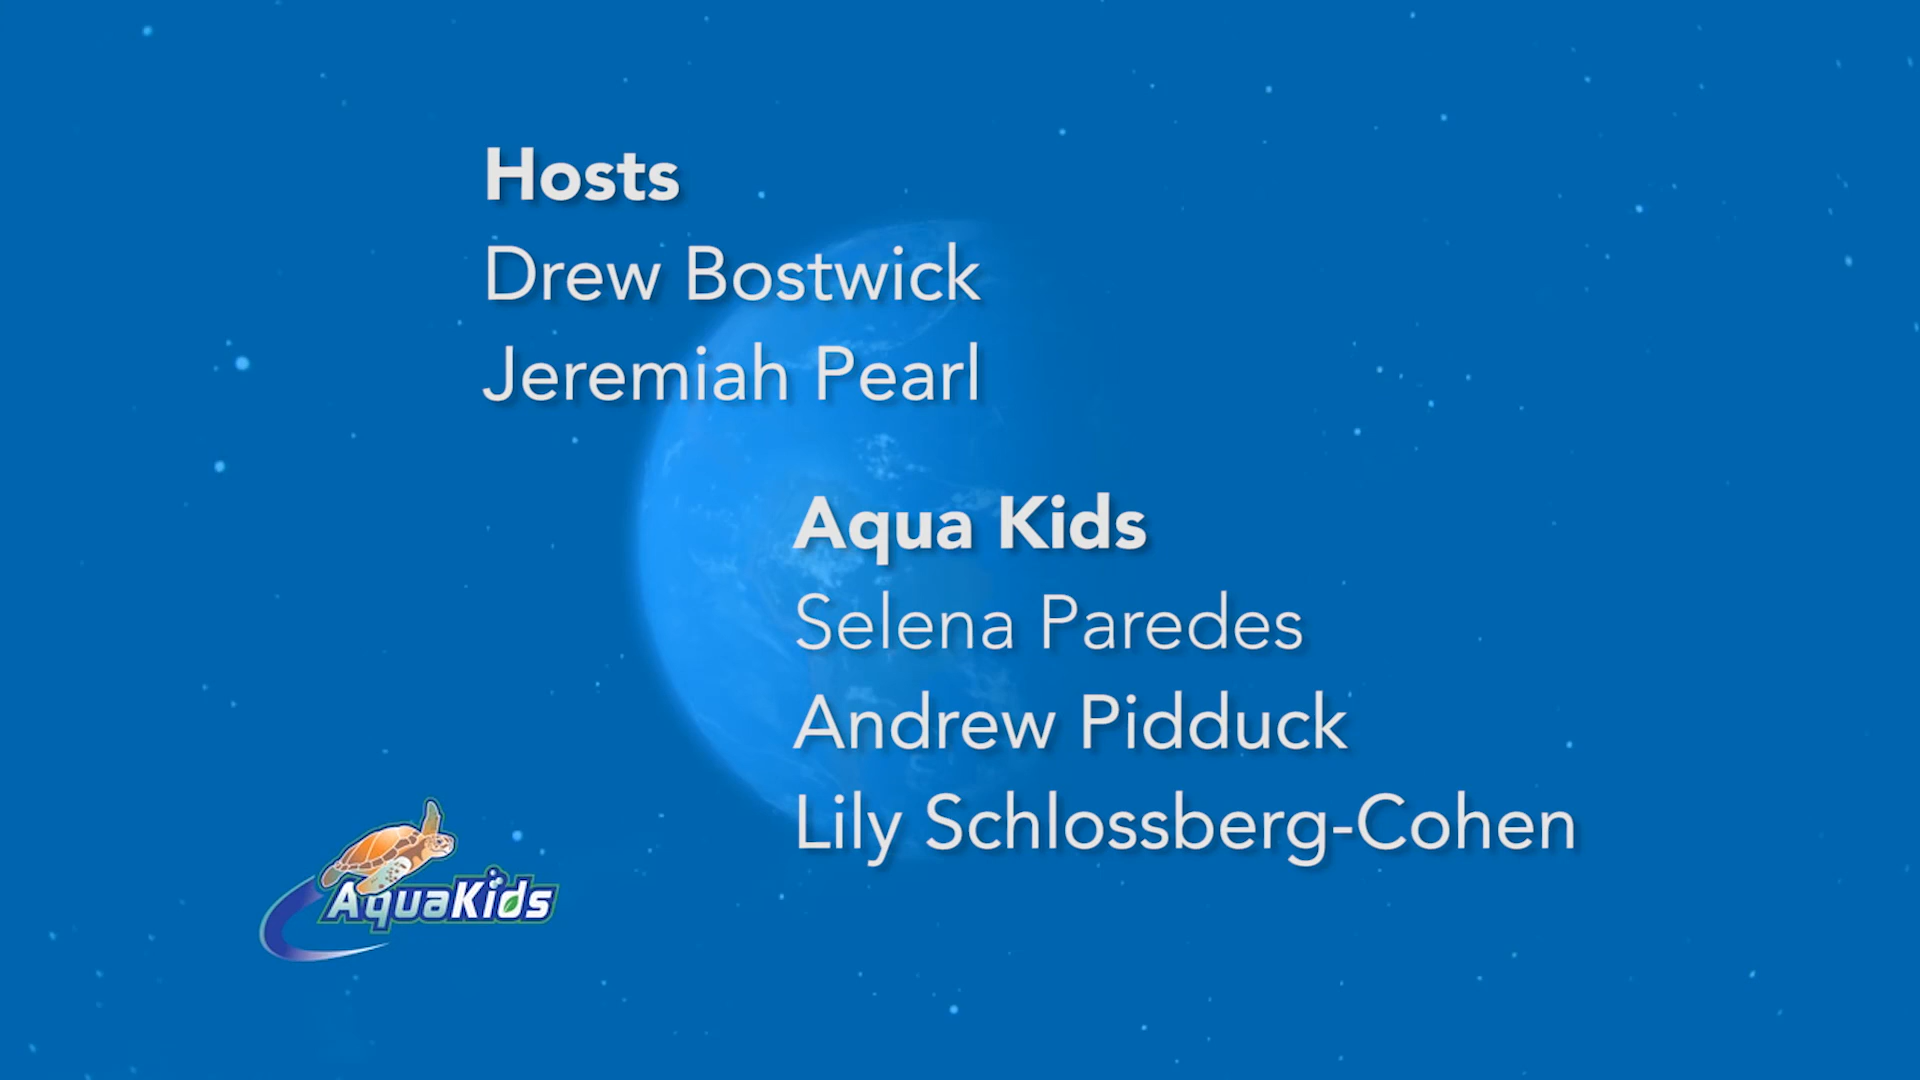 Hosts
Drew Bostwick
Jeremiah Pearl
Aqua Kids
Selena Paredes
Andrew Pidduck
Lily Schlossberg-Cohen
AquaKids